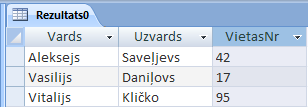 Rezultats0
Vards Uzvards VietasNr
Aleksejs Saveļjevs 42
Vasilijs Daniļovs 17
Vitalijs Kličko 95